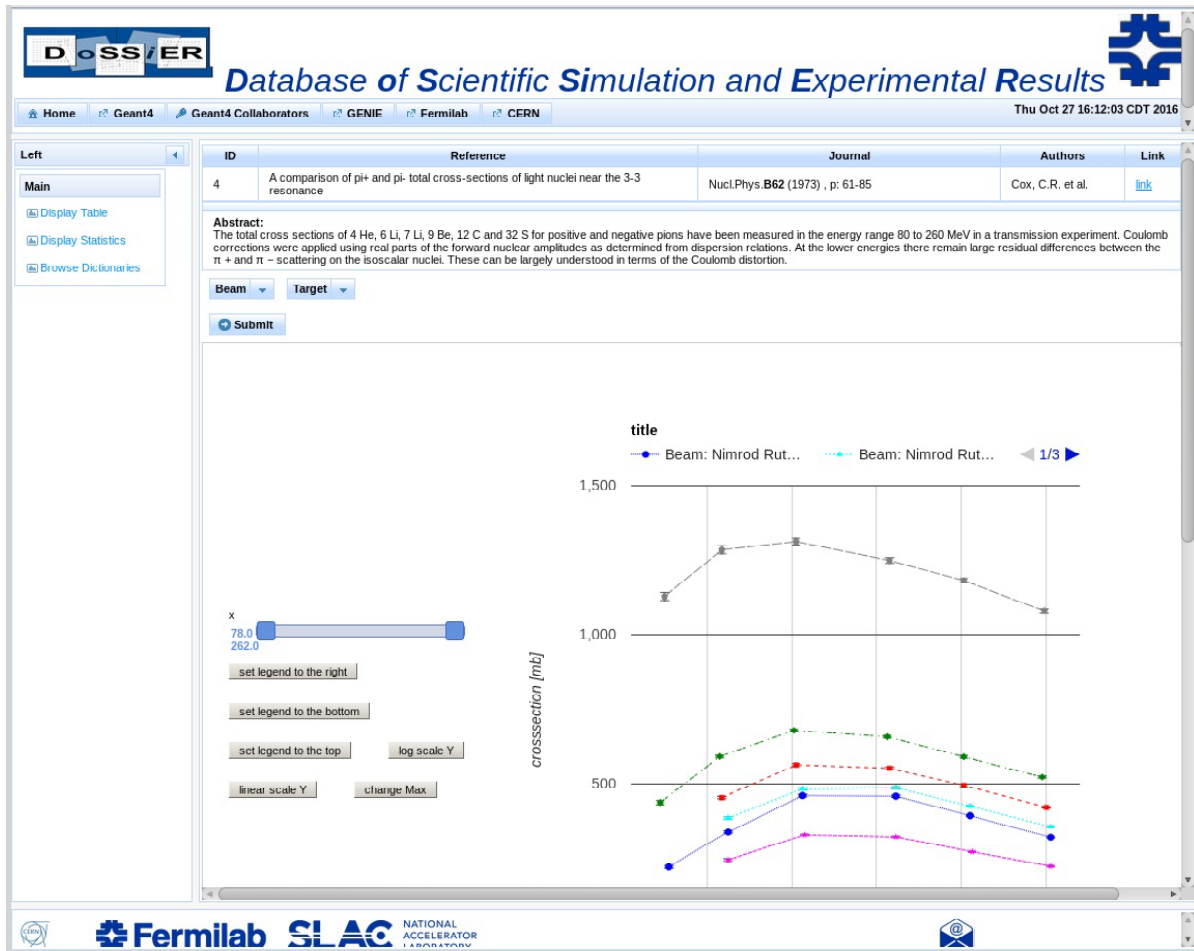 DoSSiER
Database of Scientific Simulation and Experimental Results
Home Geant4 Geant4 Collaborators GENIE Fermilab CERN Thu Oct 27 16:12:03 CDT 2016
Left
Main
Display Table
Display Statistics
Browse Dictionaries
ID Reference Journal Authors Link
4 A comparison of pi+ and pi- total cross-sections of light nuclei near the 3-3 resonance Nucl.Phys.B62 (1973) , p: 61-85 Cox, C.R. et al. link
Abstract:
The total cross sections of 4 He, 6 Li, 7 Li, 9 Be, 12 C and 32 S for positive and negative pions have been measured in the energy range 80 to 260 MeV in a transmission experiment. Coulomb
corrections were applied using real parts of the forward nuclear amplitudes as determined from dispersion relations. At the lower energies there remain large residual differences between the
π + and π − scattering on the isoscalar nuclei. These can be largely understood in terms of the Coulomb distortion.
Beam Target
Submit
title
Beam: Nimrod Rut... Beam: Nimrod Rut... 1/3
1,500
1,000
500
crosssection [mb]
x
78.0
262.0
set legend to the right
set legend to the bottom
set legend to the top log scale Y
linear scale Y change Max
CERN Fermilab SLAC NATIONAL
ACCELERATOR
LABORATORY
@